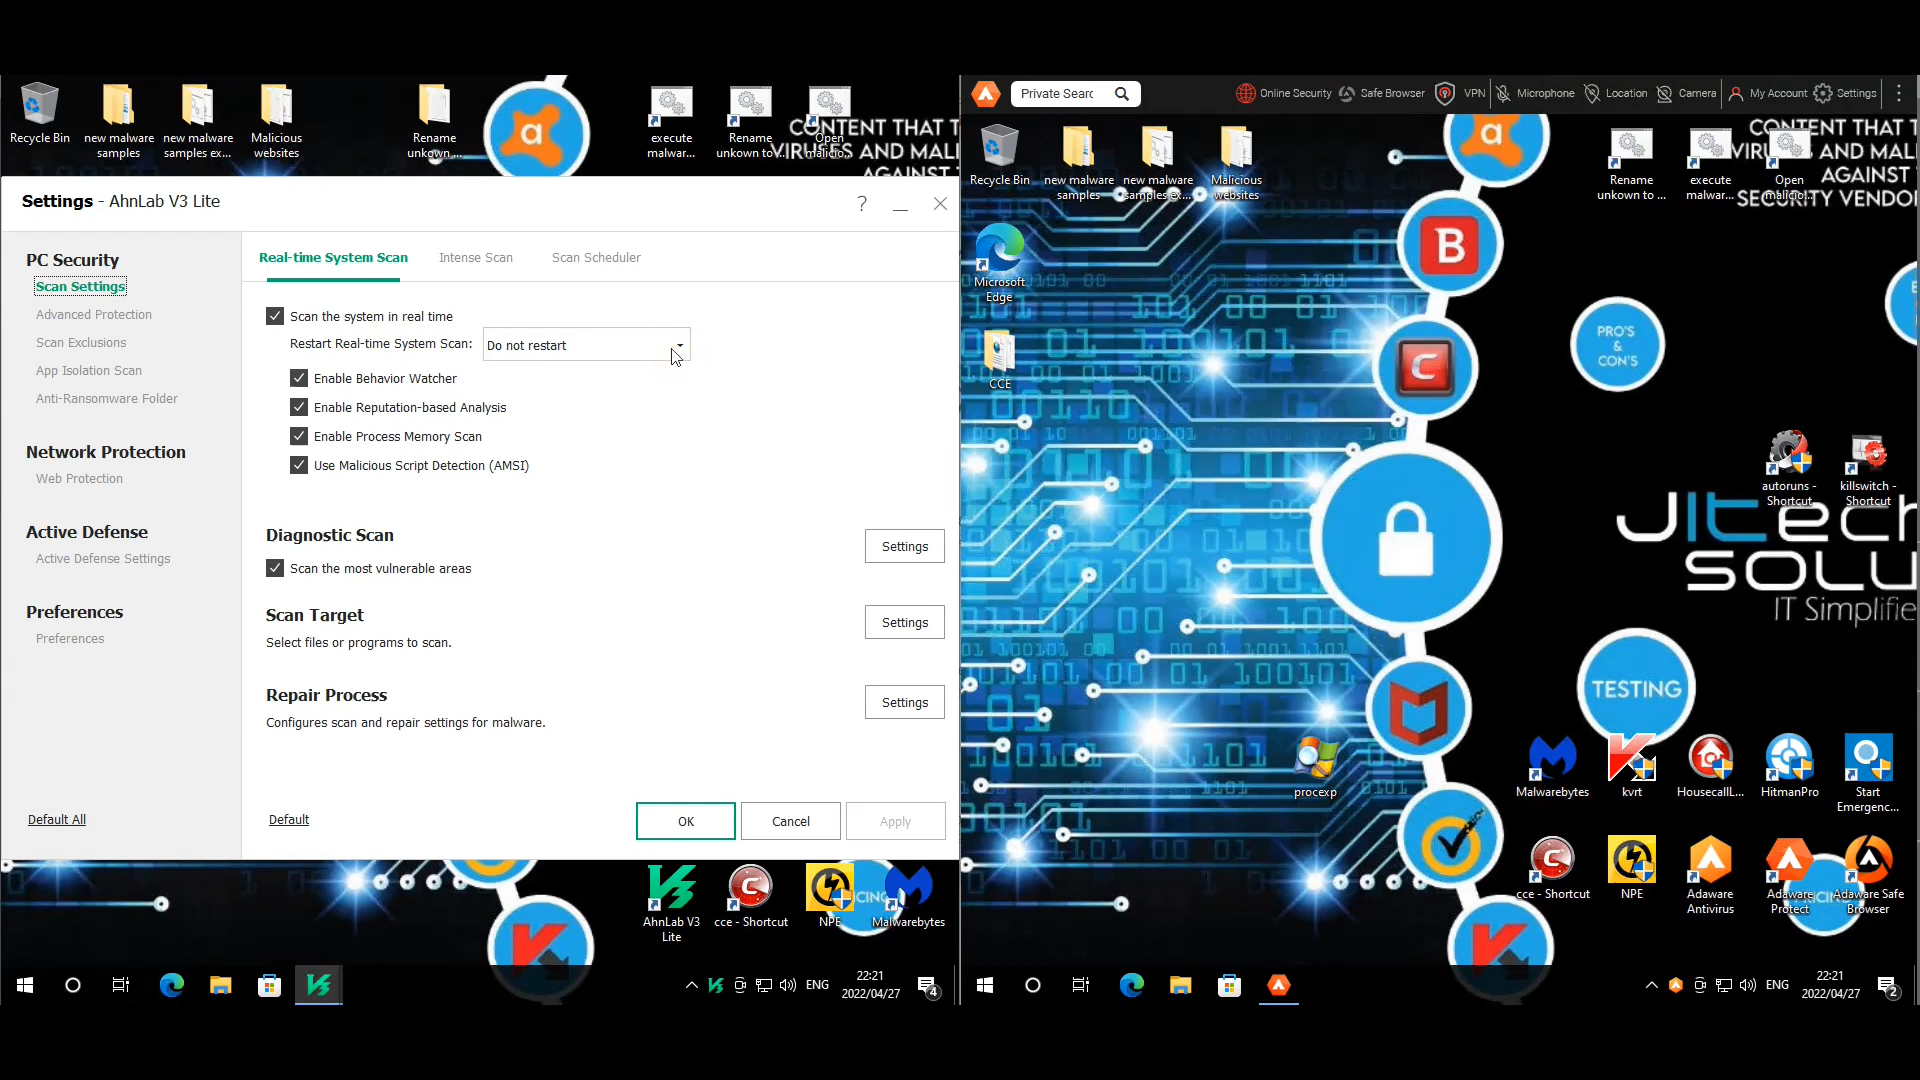 Recycle Bin
new malware
samples
new malware
samples ex...
Malicious
websites
Rename
unkown ...
execute
malwar...
Rename
unkown to ...
Open
malicio...
CONTENT THAT T
VIRUSES AND MALI
AGAINST
Settings - AhnLab V3 Lite
?
PC Security
Scan Settings
Advanced Protection
Scan Exclusions
App Isolation Scan
Anti-Ransomware Folder
Network Protection
Web Protection
Active Defense
Active Defense Settings
Preferences
Preferences
Default All
Real-time System Scan
Intense Scan
Scan Scheduler
Scan the system in real time
Restart Real-time System Scan:
Do not restart
Enable Behavior Watcher
Enable Reputation-based Analysis
Enable Process Memory Scan
Use Malicious Script Detection (AMSI)
Diagnostic Scan
Settings
Scan the most vulnerable areas
Scan Target
Settings
Select files or programs to scan.
Repair Process
Settings
Configures scan and repair settings for malware.
Default
OK
Cancel
Apply
AhnLab V3
Lite
cce - Shortcut
NPE
Malwarebytes
ENG
22:21
2022/04/27
4
Private Searc
Online Security
Safe Browser
VPN
Microphone
Location
Camera
My Account
Settings
Recycle Bin
new malware
samples
new malware
samples ex...
Malicious
websites
Rename
unkown to ...
execute
malwar...
Open
malicio...
CONTENT THAT T
VIRUSES AND MALI
AGAINST
SECURITY VENDO
Microsoft
Edge
CCE
PRO'S
&
CON'S
autoruns -
Shortcut
killswitch -
Shortcut
JITech
SOLU
IT Simplifie
TESTING
procexp
Malwarebytes
kvrt
HousecallL...
HitmanPro
Start
Emergenc...
cce - Shortcut
NPE
Adaware
Antivirus
Adaware
Protect
Adaware Safe
Browser
ENG
22:21
2022/04/27
2